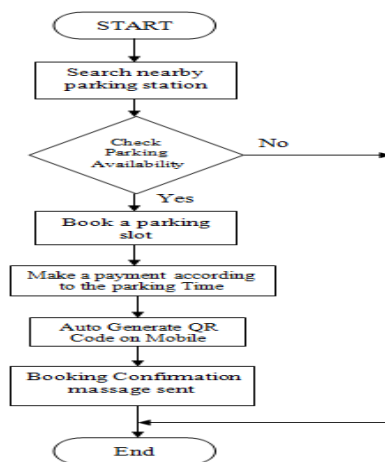 START
Search nearby
parking station
Check
Parking
Availability
No
Yes
Book a parking
slot
Make a payment according
to the parking Time
Auto Generate QR
Code on Mobile
Booking Confirmation
massage sent
End